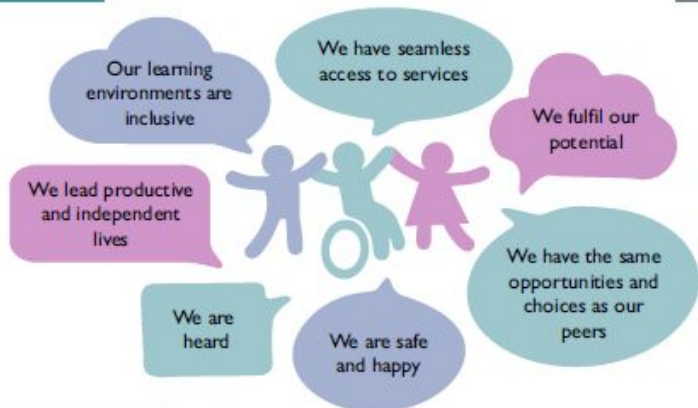 Our learning
environments are
inclusive
We have seamless
access to services
We fulfil our
potential
We lead productive
and independent
lives
We have the same
opportunities and
choices as our
peers
We are
heard
We are safe
and happy